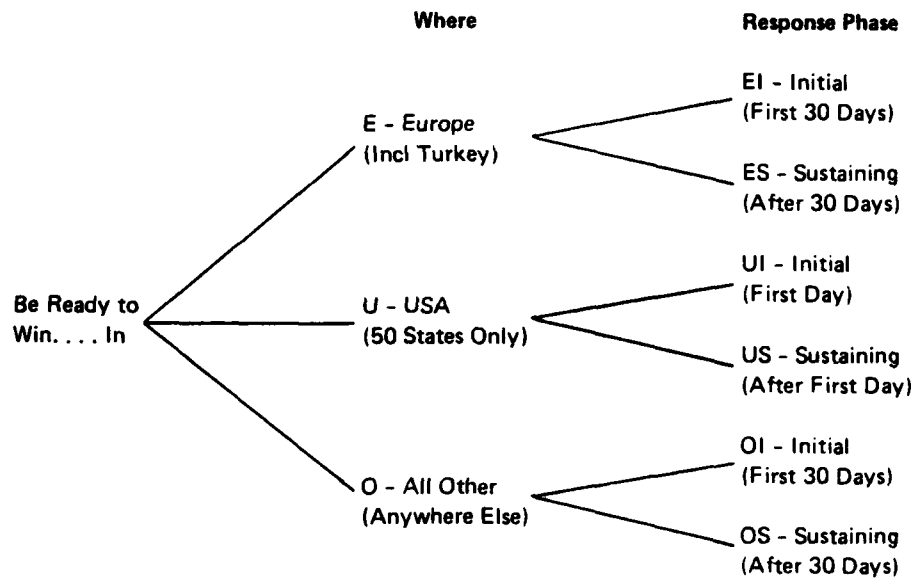 Where
Response Phase
Be Ready to
Win. . . . In
E - Europe
(Incl Turkey)
EI - Initial
(First 30 Days)
ES - Sustaining
(After 30 Days)
U - USA
(50 States Only)
UI - Initial
(First Day)
US - Sustaining
(After First Day)
O - All Other
(Anywhere Else)
OI - Initial
(First 30 Days)
OS - Sustaining
(After 30 Days)